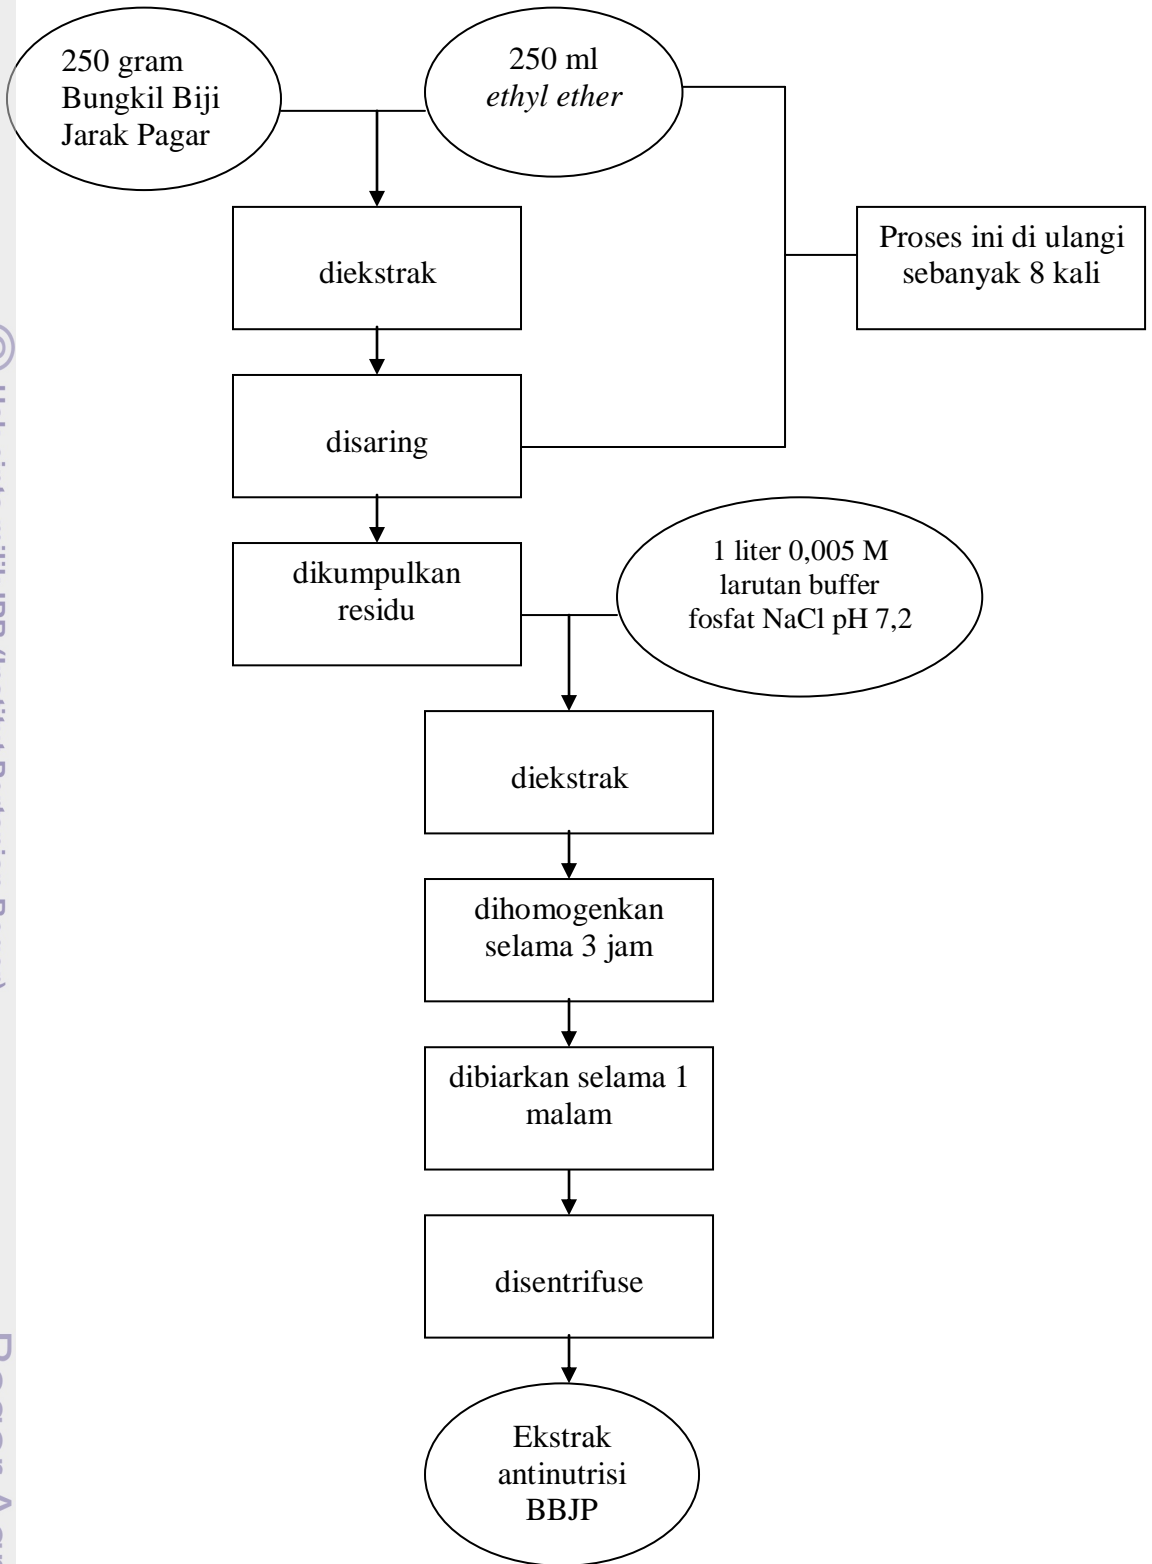 250 gram
Bungkil Biji
Jarak Pagar
250 ml
ethyl ether
diekstrak
Proses ini di ulangi
sebanyak 8 kali
disaring
dikumpulkan
residu
1 liter 0,005 M
larutan buffer
fosfat NaCl pH 7,2
diekstrak
dihomogenkan
selama 3 jam
dibiarkan selama 1
malam
disentrifuse
Ekstrak
antinutrisi
BBJP